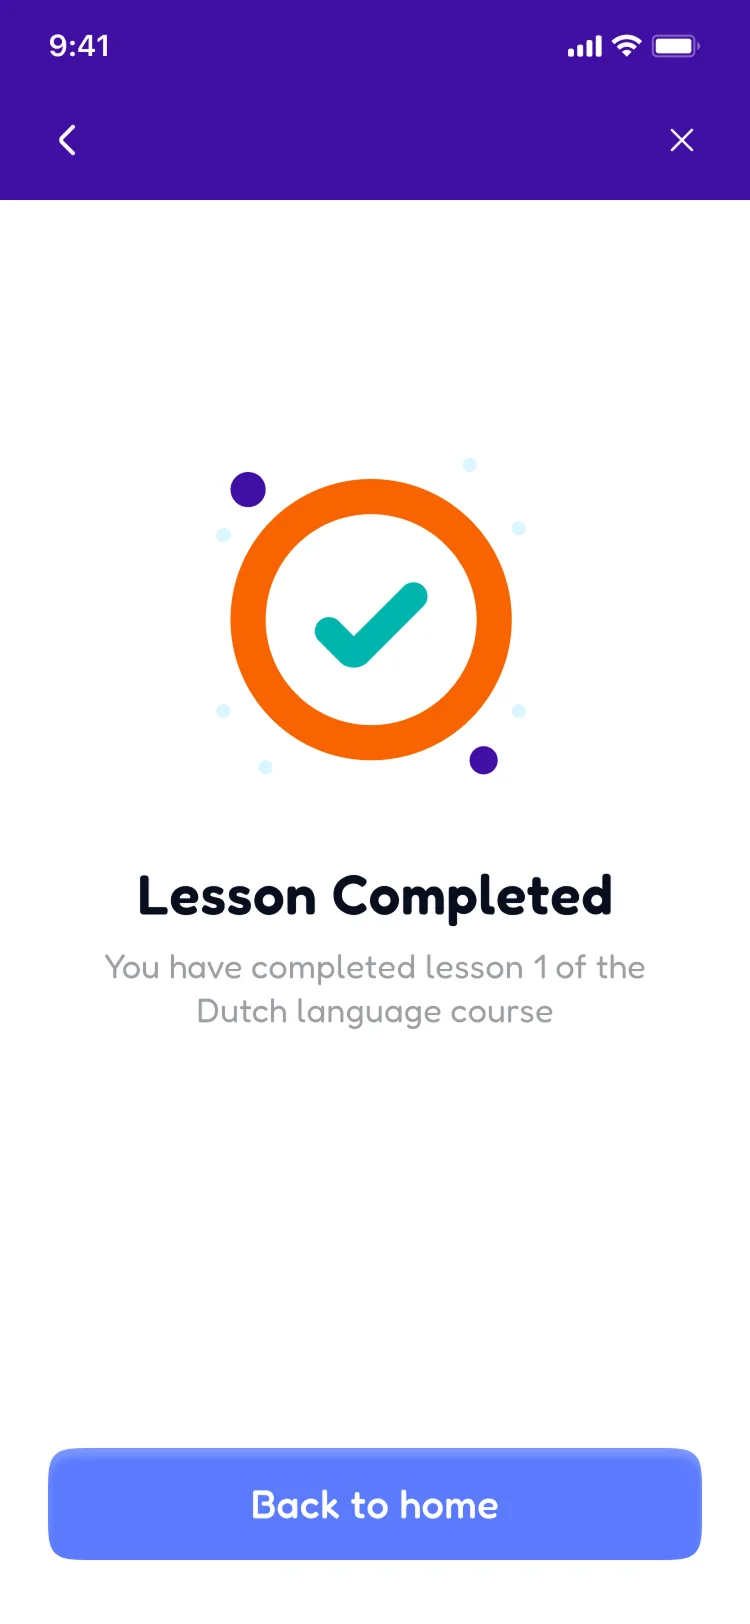 9:41
Lesson Completed
You have completed lesson 1 of the
Dutch language course
Back to home